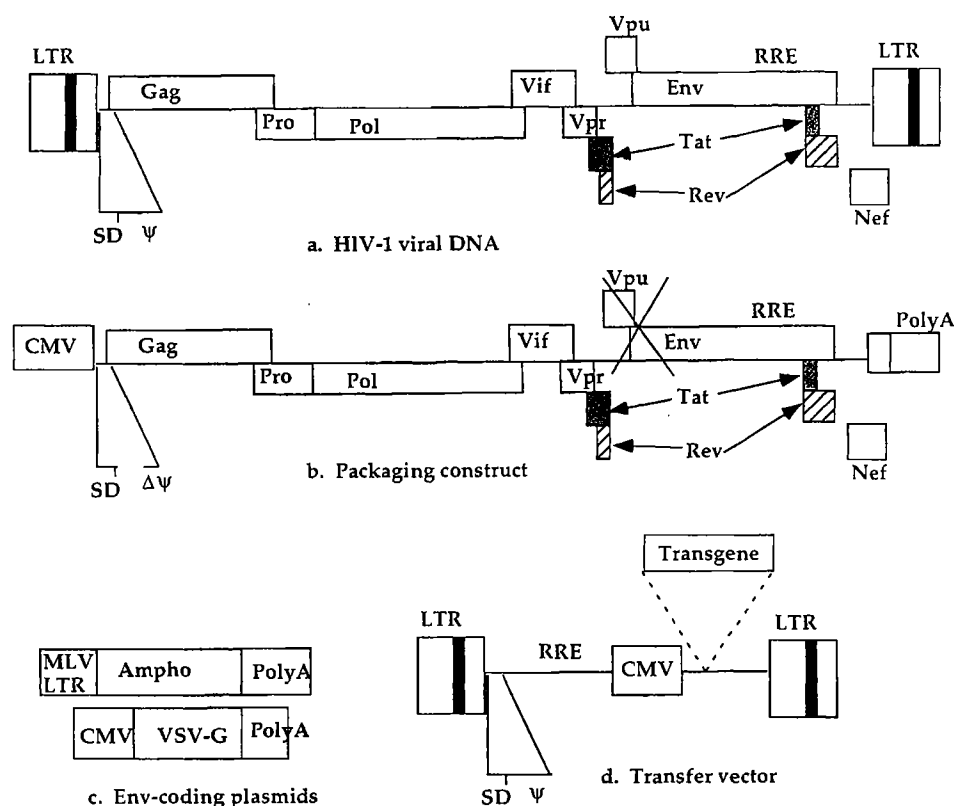 Vpu
LTR
RRE
LTR
Gag
Vif
Env
Pro
Pol
Vpr
Tat
Rev
Nef
SD
Ψ
a. HIV-1 viral DNA
Vpu
RRE
PolyA
CMV
Gag
Vif
Env
Pro
Pol
Vpr
Tat
Rev
Nef
SD
ΔΨ
b. Packaging construct
Transgene
LTR
LTR
RRE
CMV
MLV
LTR
Ampho
PolyA
CMV
VSV-G
PolyA
c. Env-coding plasmids
SD
Ψ
d. Transfer vector